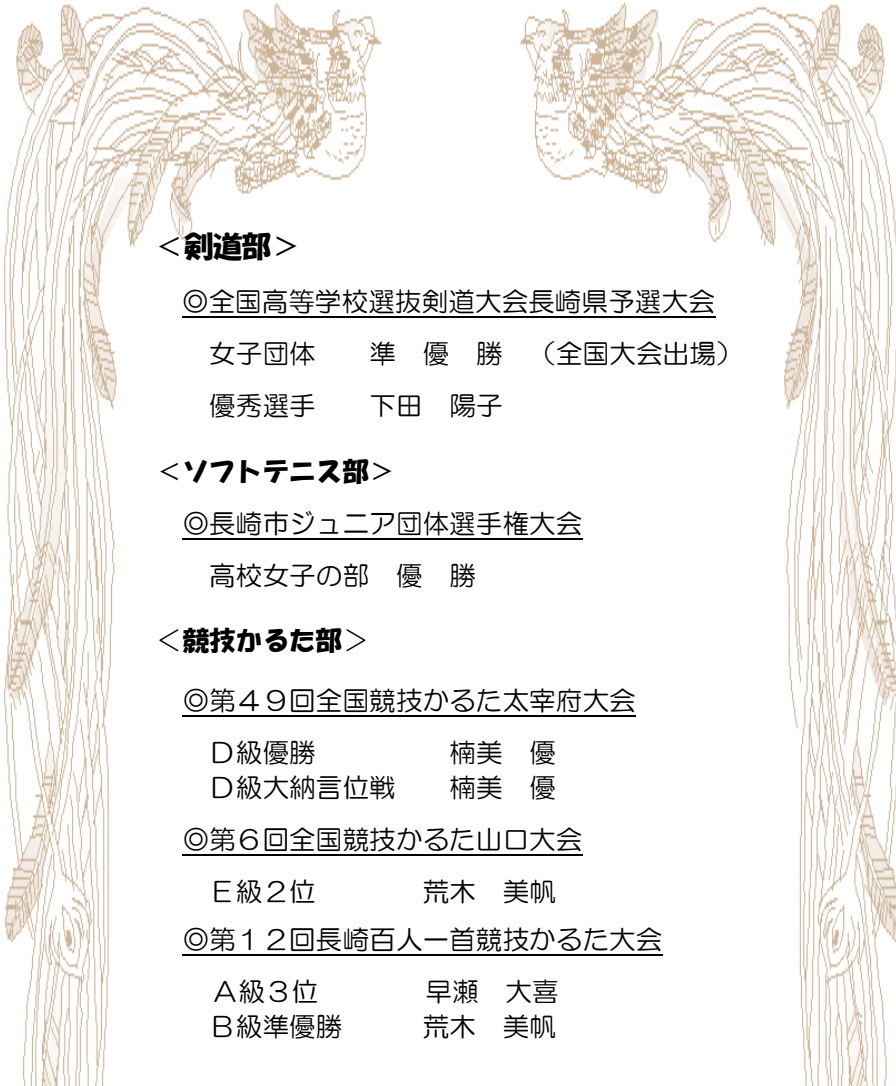 ＜剣道部＞
◎全国高等学校選抜剣道大会長崎県予選大会
女子団体　　準　優　勝　（全国大会出場）
優秀選手　　下田　陽子
＜ソフトテニス部＞
◎長崎市ジュニア団体選手権大会
高校女子の部　優　勝
＜競技かるた部＞
◎第４９回全国競技かるた太宰府大会
Ｄ級優勝　　　　　楠美　優
Ｄ級大納言位戦　　楠美　優
◎第６回全国競技かるた山口大会
Ｅ級２位　　　　荒木　美帆
◎第１２回長崎百人一首競技かるた大会
Ａ級３位　　　　早瀬　大喜
Ｂ級準優勝　　　荒木　美帆